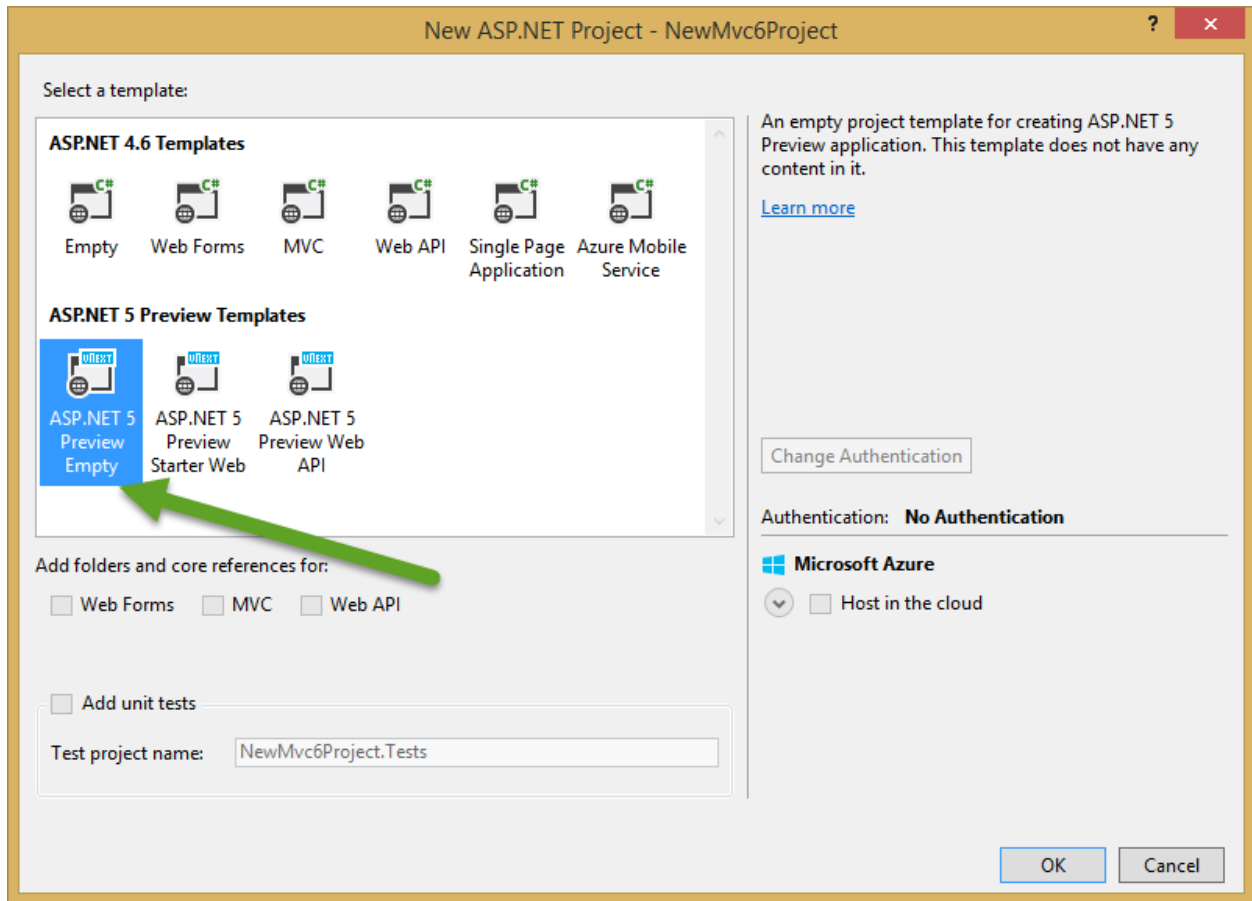 New ASP.NET Project - NewMvc6Project
?
Select a template:
ASP.NET 4.6 Templates
C# C# C# C# C# C#
Empty Web Forms MVC Web API Single Page Application Azure Mobile Service
ASP.NET 5 Preview Templates
vNEXT vNEXT vNEXT
ASP.NET 5 Preview Empty
ASP.NET 5 Preview Starter Web
ASP.NET 5 Preview Web API
Add folders and core references for:
Web Forms MVC Web API
Add unit tests
Test project name: NewMvc6Project.Tests
An empty project template for creating ASP.NET 5
Preview application. This template does not have any
content in it.
Learn more
Change Authentication
Authentication: No Authentication
Microsoft Azure
Host in the cloud
OK Cancel